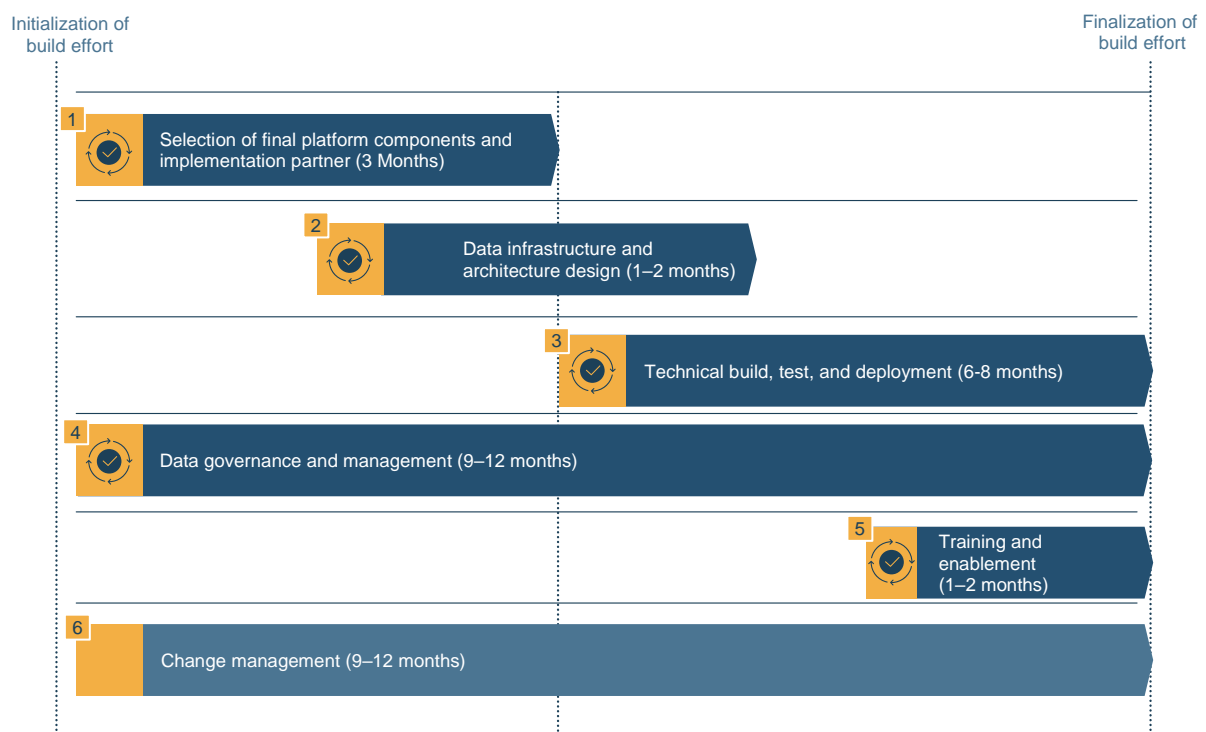 Initialization of
build effort
Finalization of
build effort
1
Selection of final platform components and
implementation partner (3 Months)
2
Data infrastructure and
architecture design (1–2 months)
3
Technical build, test, and deployment (6-8 months)
4
Data governance and management (9–12 months)
5
Training and
enablement
(1–2 months)
6
Change management (9–12 months)